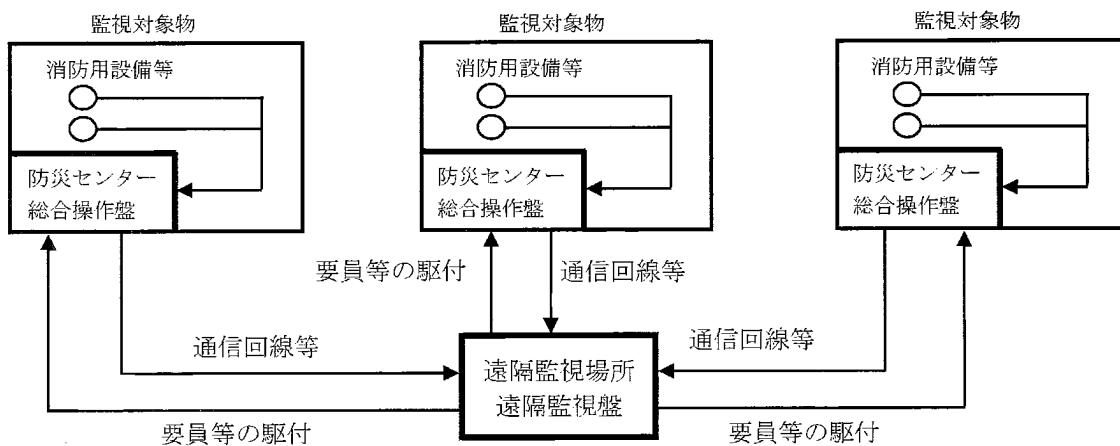 監視対象物
消防用設備等
防災センター
総合操作盤
監視対象物
消防用設備等
防災センター
総合操作盤
監視対象物
消防用設備等
防災センター
総合操作盤
要員等の駆付
通信回線等
通信回線等
通信回線等
遠隔監視場所
遠隔監視盤
要員等の駆付
要員等の駆付